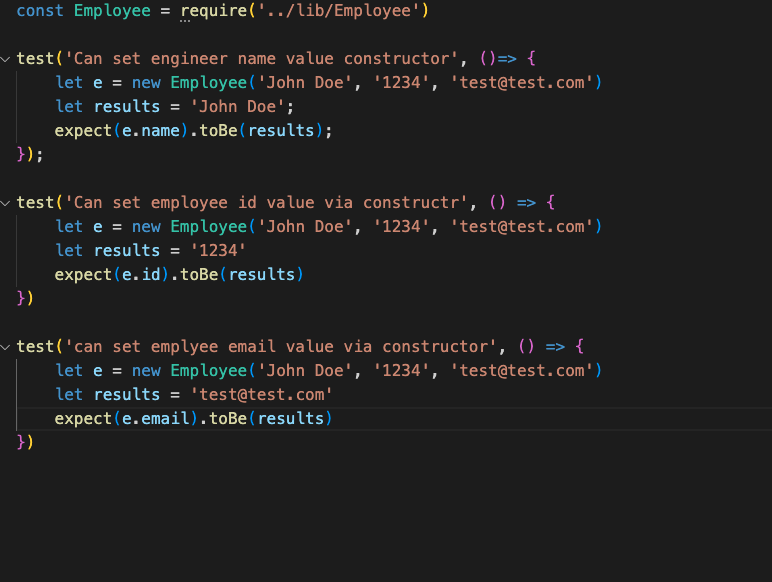 const Employee = require('../lib/Employee')
test('Can set engineer name value constructor', ()=> {
let e = new Employee('John Doe', '1234', 'test@test.com')
let results = 'John Doe';
expect(e.name).toBe(results);
});
test('Can set employee id value via constructr', () => {
let e = new Employee('John Doe', '1234', 'test@test.com')
let results = '1234'
expect(e.id).toBe(results)
})
test('can set emplyee email value via constructor', () => {
let e = new Employee('John Doe', '1234', 'test@test.com')
let results = 'test@test.com'
expect(e.email).toBe(results)
})